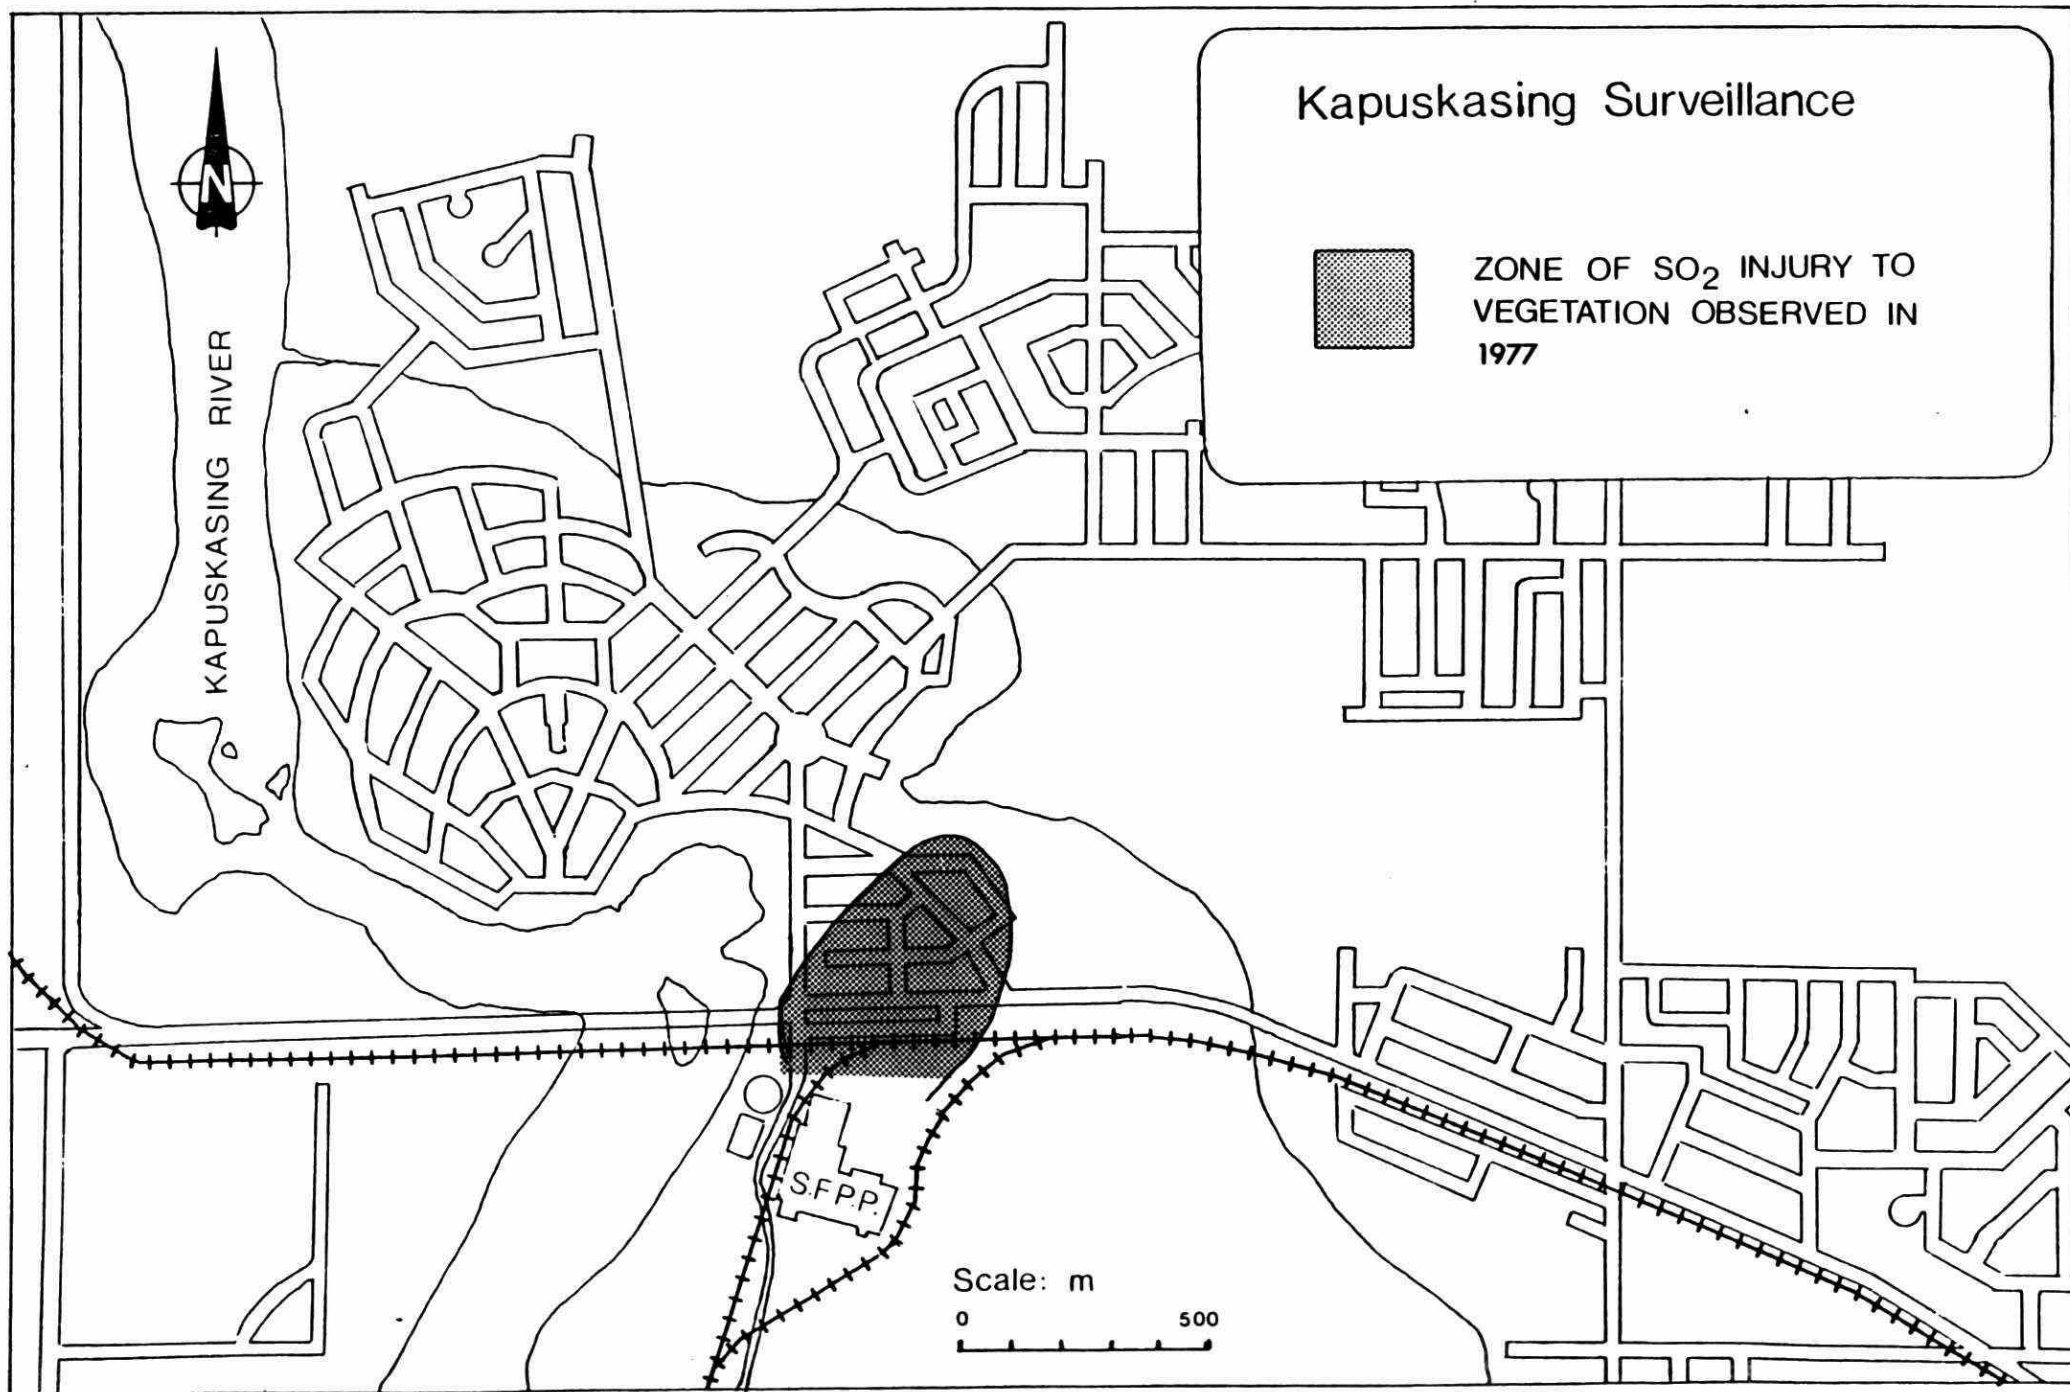 Kapuskasing Surveillance
N
ZONE OF SO₂ INJURY TO
VEGETATION OBSERVED IN
1977
KAPUSKASING RIVER
S.F.P.P.
Scale: m
0 500